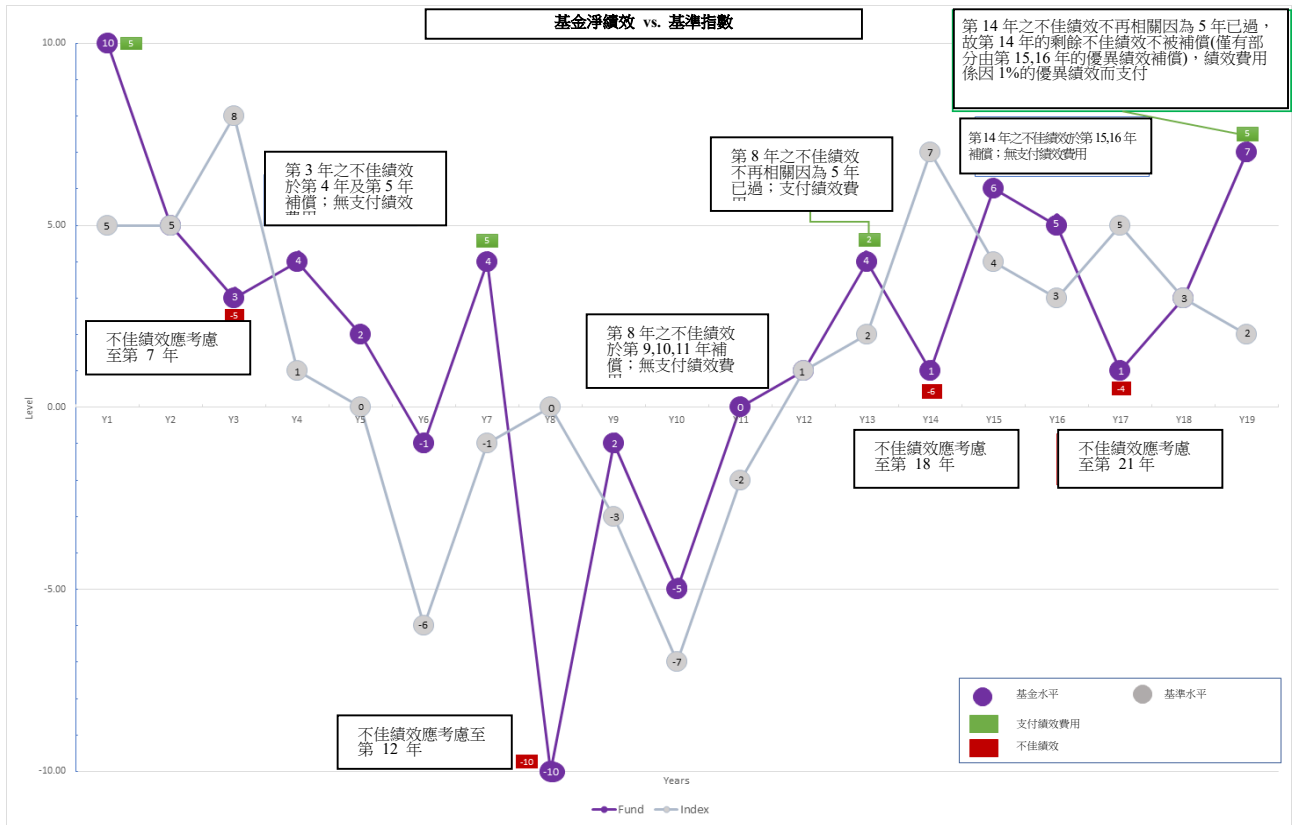 基金淨績效 vs. 基準指數
第 14 年之不佳績效不再相關因為 5 年已過，
故第 14 年的剩餘不佳績效不被補償(僅有部
分由第 15,16 年的優異績效補償)，績效費用
係因 1%的優異績效而支付
10.00
10
5
8
第 3 年之不佳績效
於第 4 年及第 5 年
補償；無支付績效
第 8 年之不佳績效
不再相關因為 5 年
已過；支付績效費
第 14 年之不佳績效於第 15,16 年
補償；無支付績效費用
5
7
7
6
5.00
5
5
5
2
5
5
4
4
4
4
3
-5
3
3
3
不佳績效應考慮
至第 7 年
2
第 8 年之不佳績效
於第 9,10,11 年補
償；無支付績效費
2
2
1
1
1
1
-6
-4
0.00
Level
0
0
0
Y1 Y2 Y3 Y4 Y5 Y6 Y7 Y8 Y9 Y10 Y11 Y12 Y13 Y14 Y15 Y16 Y17 Y18 Y19
-1
-1
2
不佳績效應考慮
至第 18 年
不佳績效應考慮
至第 21 年
-2
-3
-5.00
-5
-6
-7
不佳績效應考慮至
第 12 年
-10
-10
-10.00
基金水平
基準水平
支付績效費用
不佳績效
Years
Fund Index